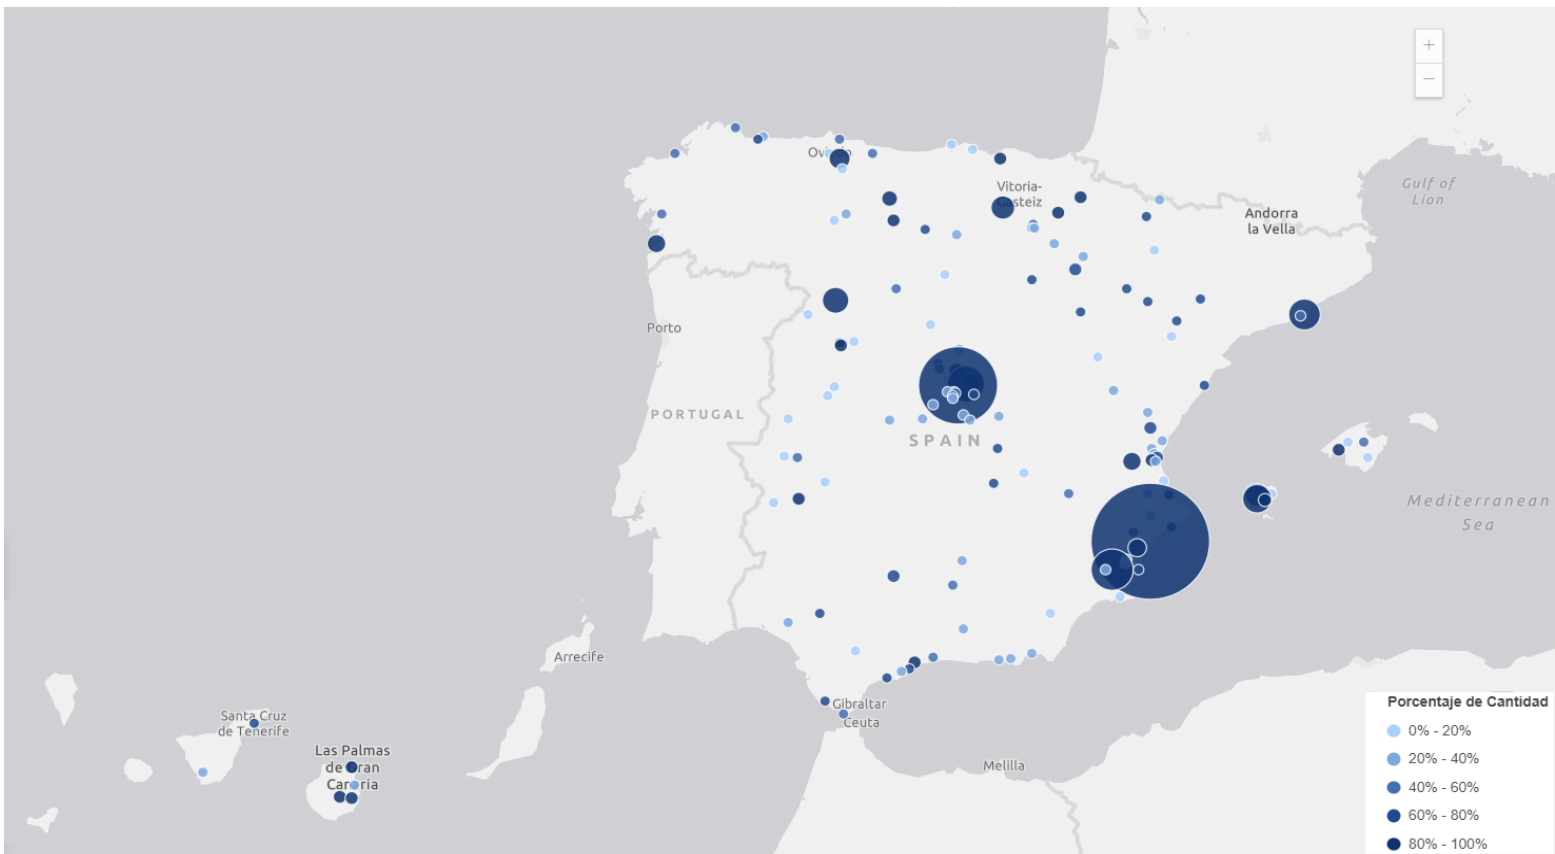 +
−
Gulf of
Lion
Vitoria-
Gasteiz
Andorra
la Vella
Oviedo
Porto
PORTUGAL
SPAIN
Mediterranean
Sea
Arrecife
Gibraltar
Ceuta
Santa Cruz
de Tenerife
Las Palmas
de Gran
Canaria
Melilla
Porcentaje de Cantidad
0% - 20%
20% - 40%
40% - 60%
60% - 80%
80% - 100%